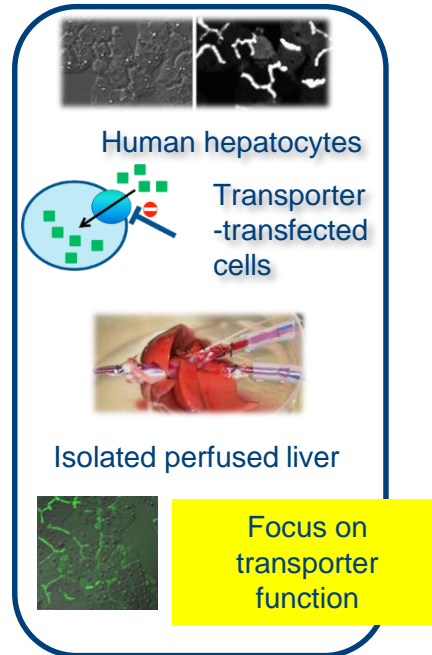 Human hepatocytes
Transporter
-transfected
cells
Isolated perfused liver
Focus on
transporter
function